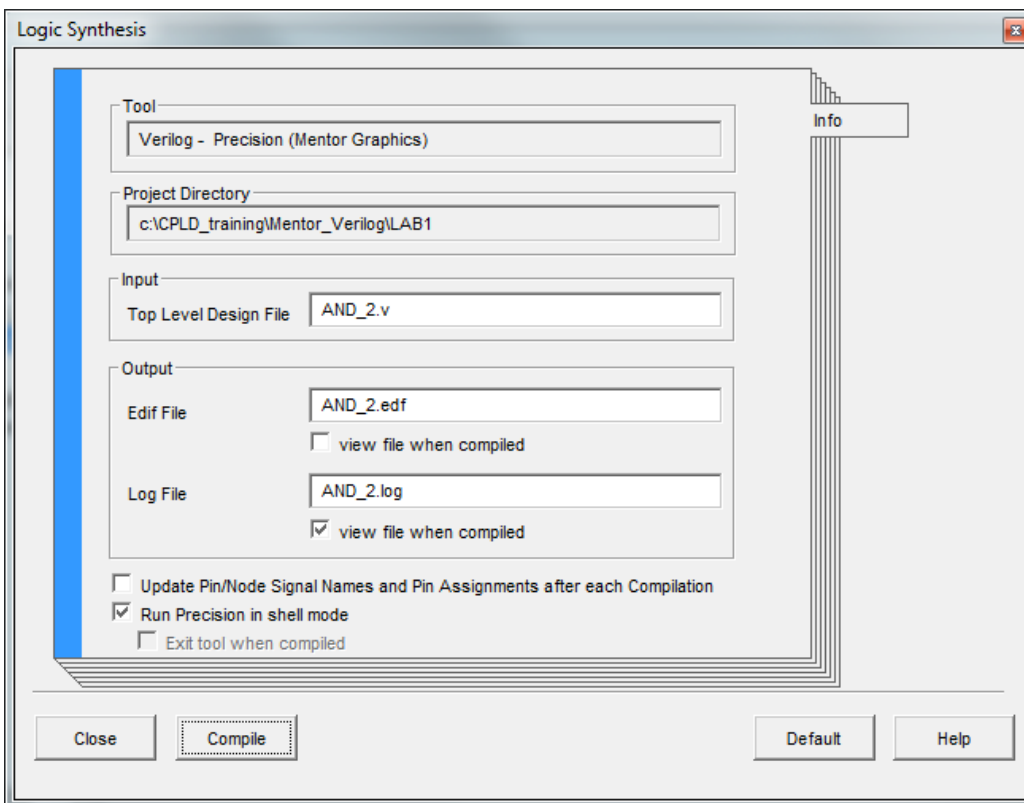 Logic Synthesis
Info
Tool
Verilog - Precision (Mentor Graphics)
Project Directory
c:\CPLD_training\Mentor_Verilog\LAB1
Input
Top Level Design File AND_2.v
Output
Edif File AND_2.edf
view file when compiled
Log File AND_2.log
view file when compiled
Update Pin/Node Signal Names and Pin Assignments after each Compilation
Run Precision in shell mode
Exit tool when compiled
Close Compile Default Help